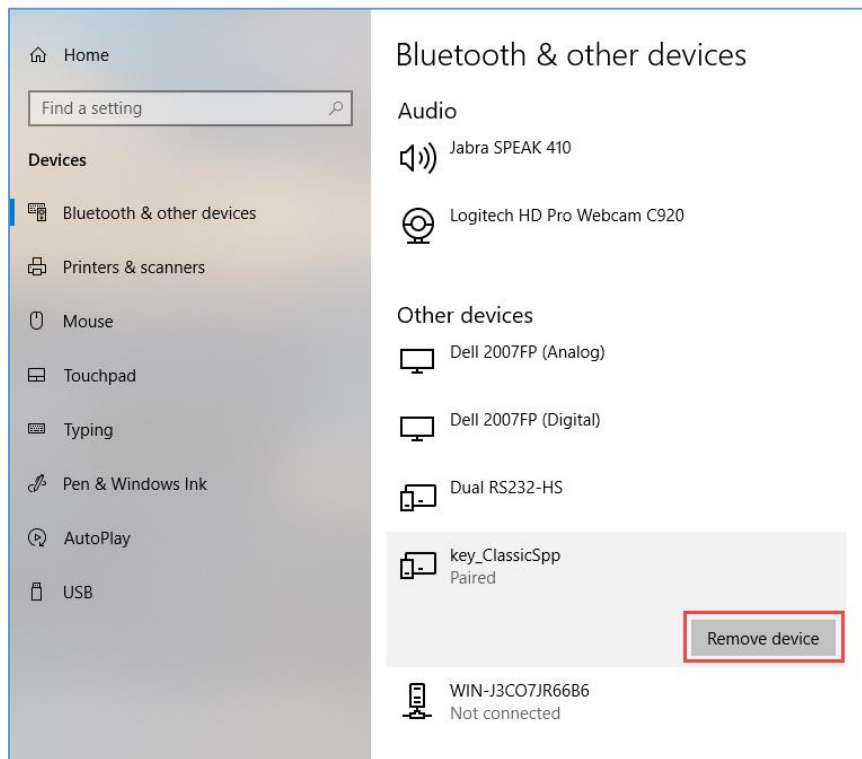 Home
Find a setting
Devices
Bluetooth & other devices
Printers & scanners
Mouse
Touchpad
Typing
Pen & Windows Ink
AutoPlay
USB
Bluetooth & other devices
Audio
Jabra SPEAK 410
Logitech HD Pro Webcam C920
Other devices
Dell 2007FP (Analog)
Dell 2007FP (Digital)
Dual RS232-HS
key_ClassicSpp
Paired
Remove device
WIN-J3CO7JR66B6
Not connected